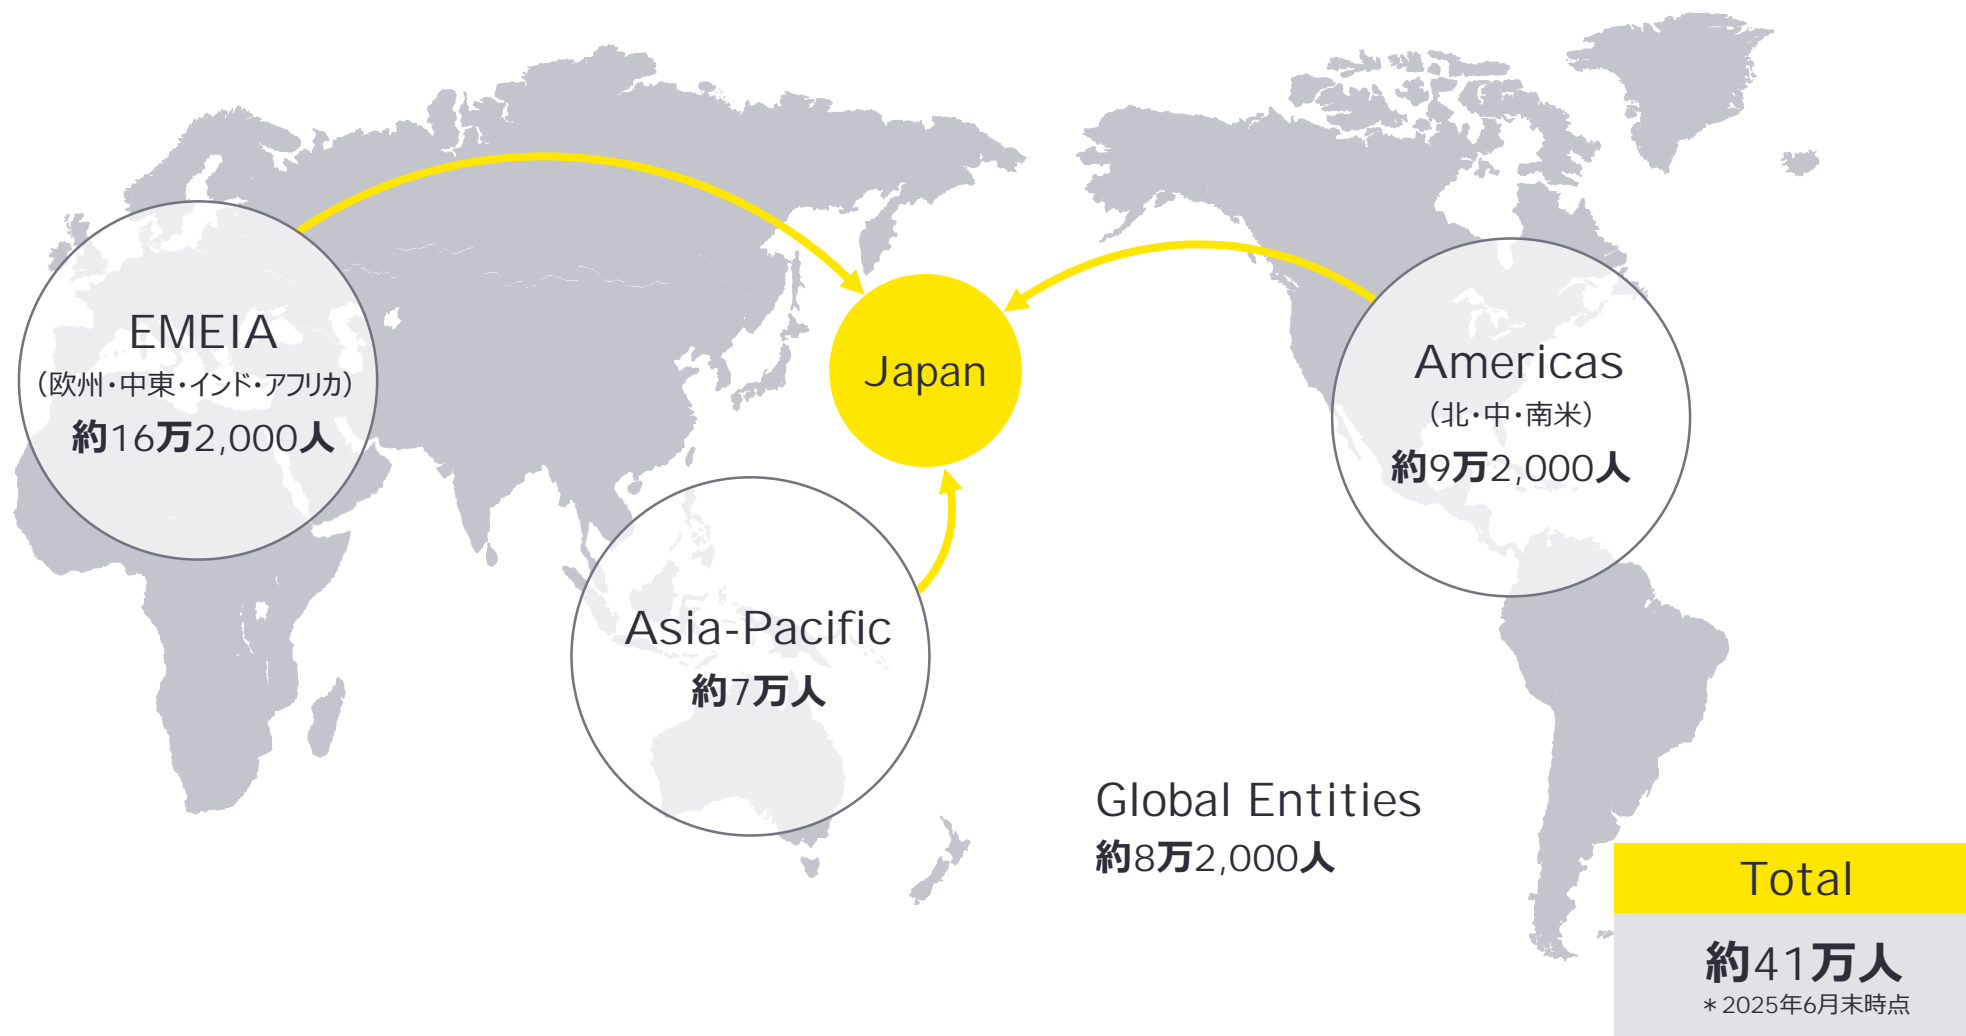 EMEIA
（欧州・中東・インド・アフリカ）
約16万2,000人
Japan
Americas
（北・中・南米）
約9万2,000人
Asia-Pacific
約7万人
Global Entities
約8万2,000人
Total
約41万人
＊2025年6月末時点